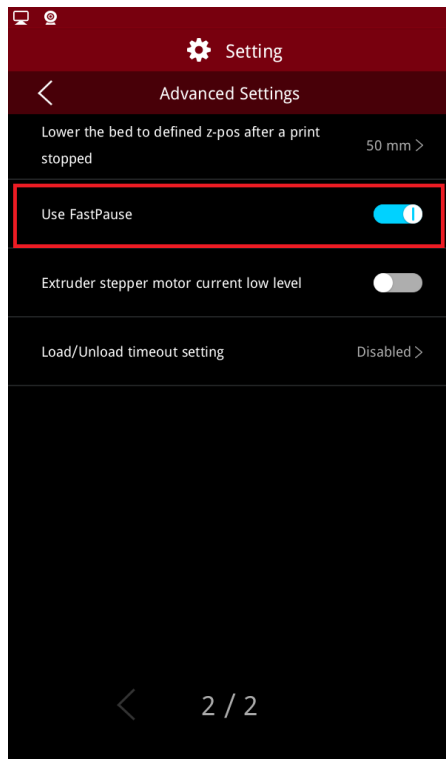 Setting
Advanced Settings
Lower the bed to defined z-pos after a print
stopped
50 mm >
Use FastPause
Extruder stepper motor current low level
Load/Unload timeout setting
Disabled >
2 / 2